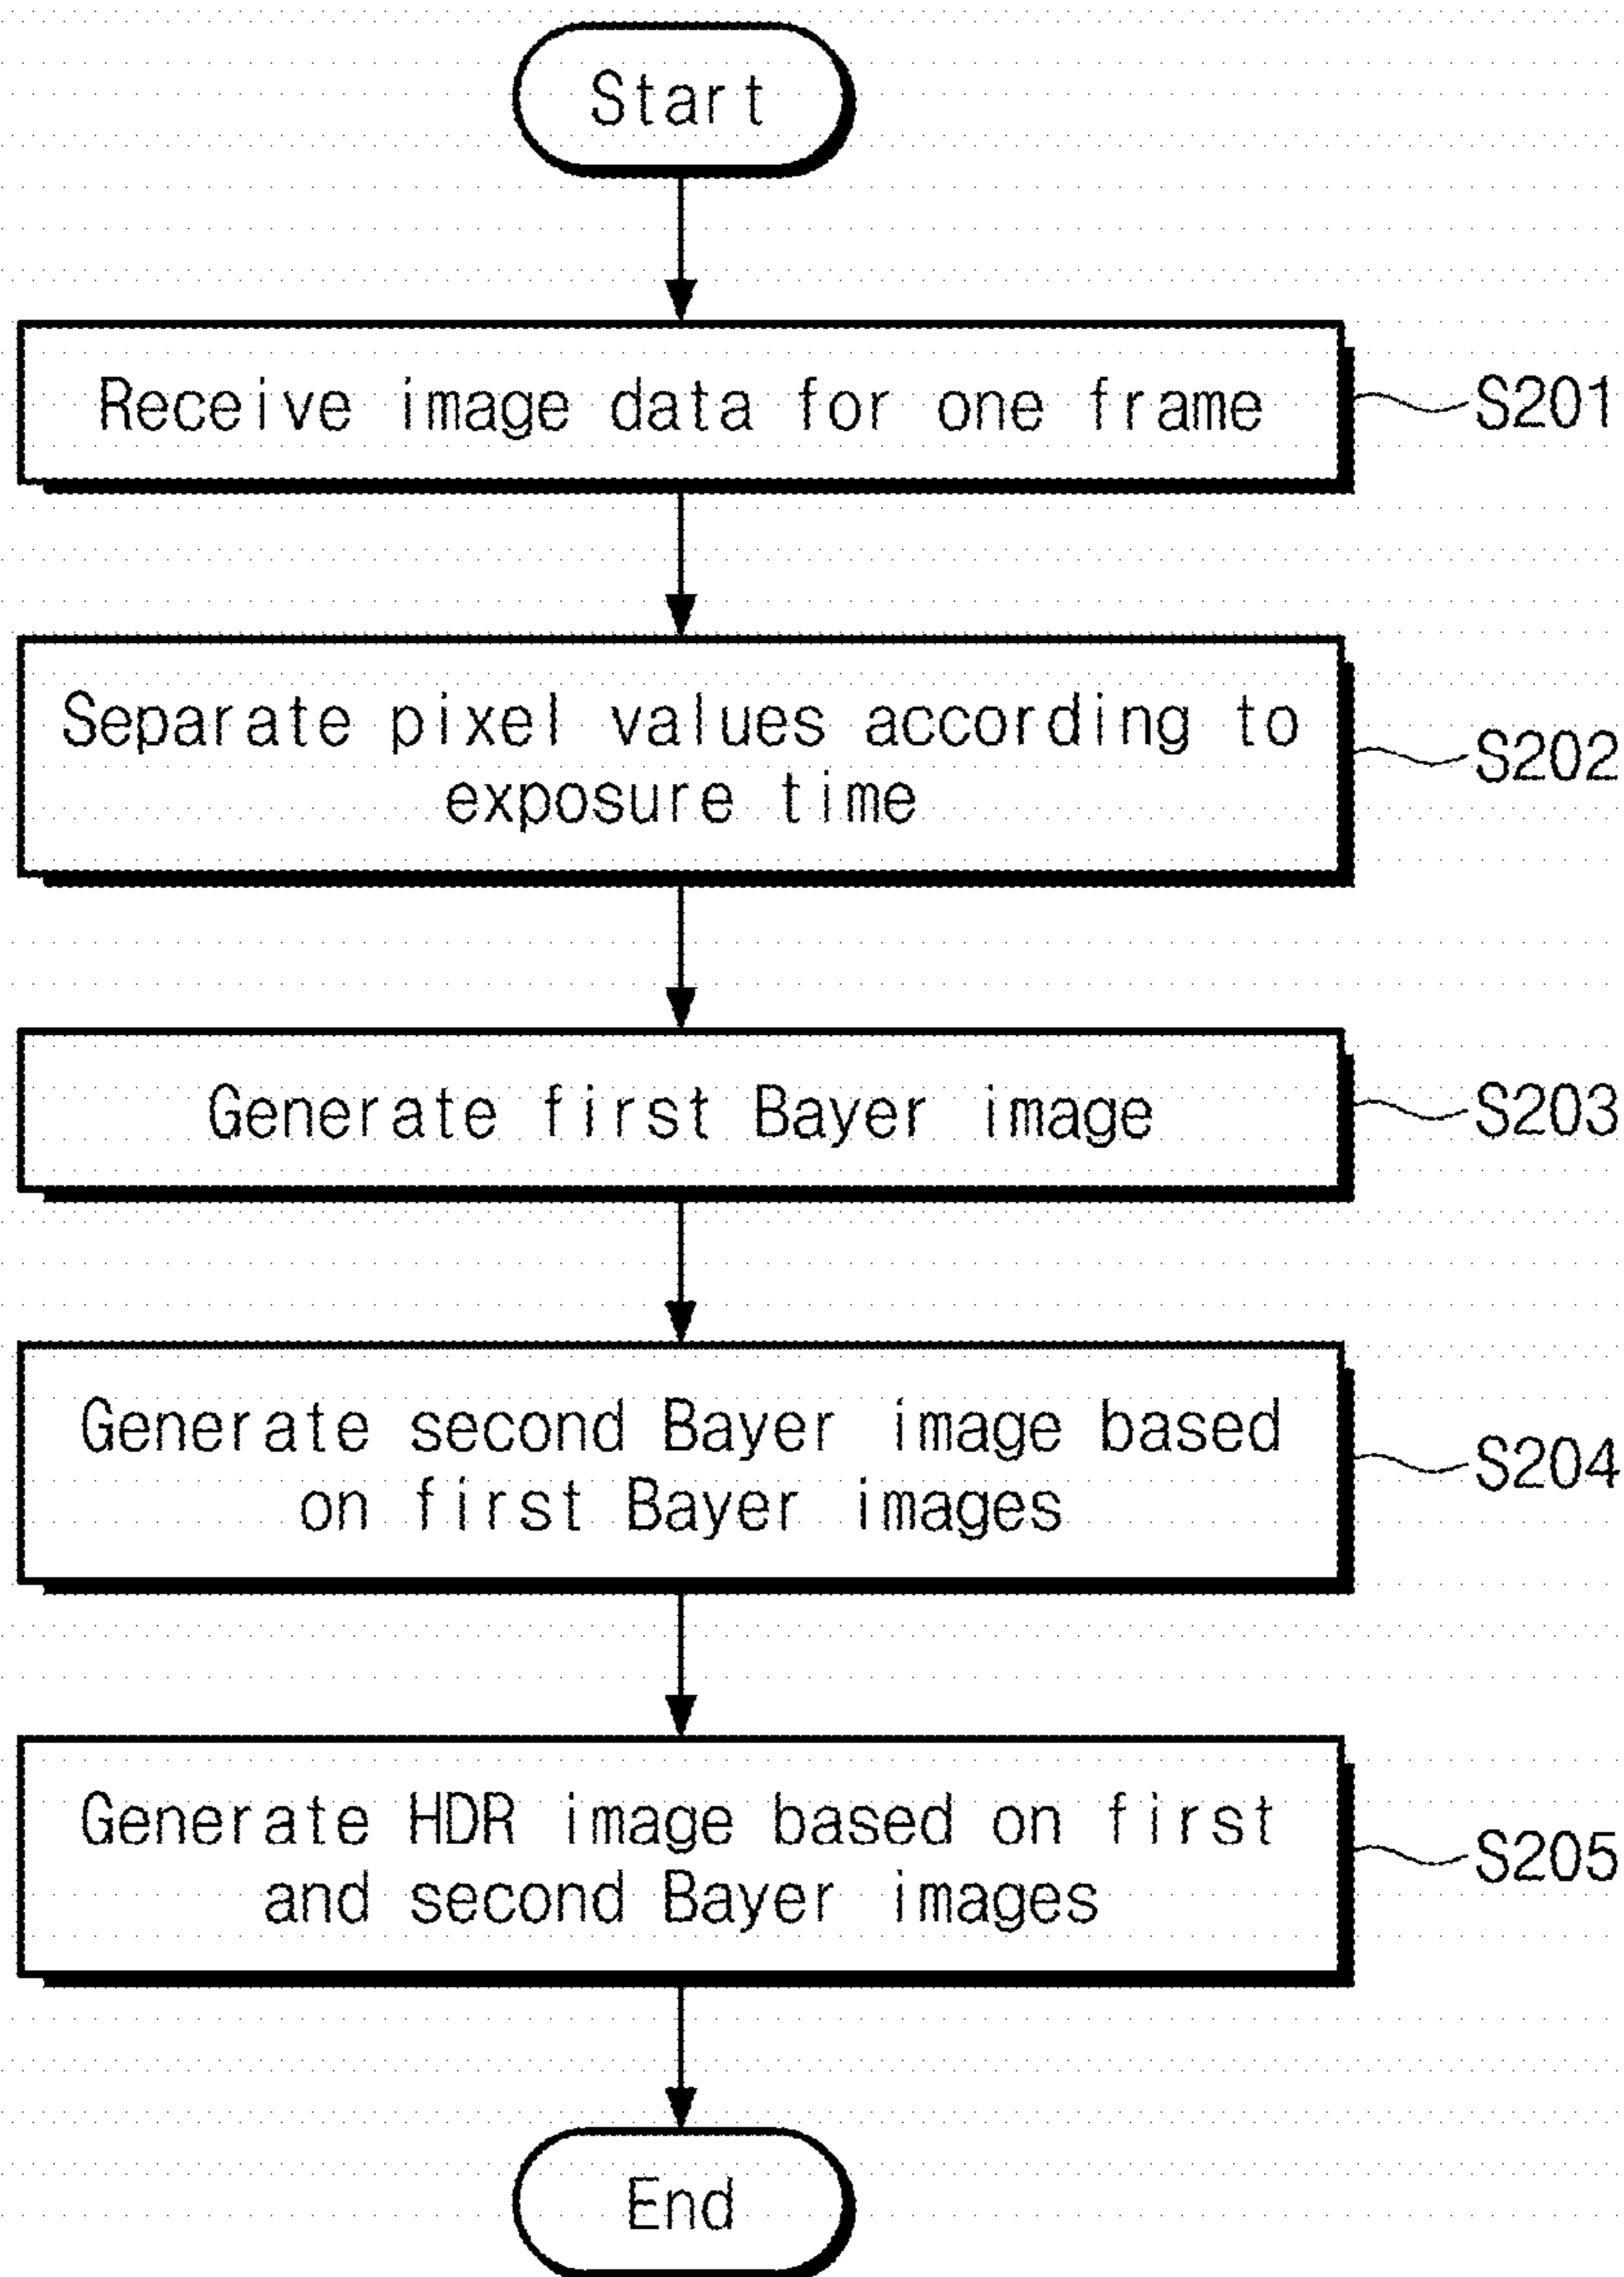 Start
Receive image data for one frame
S201
Separate pixel values according to
exposure time
S202
Generate first Bayer image
S203
Generate second Bayer image based
on first Bayer images
S204
Generate HDR image based on first
and second Bayer images
S205
End